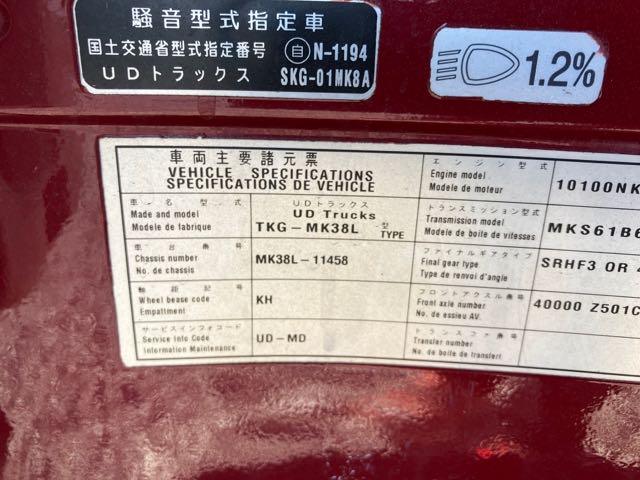 騒音型式指定車
国土交通省型式指定番号 自 N-1194
UDトラックス SKG-01MK8A
1.2%
車両主要諸元票
VEHICLE SPECIFICATIONS
SPECIFICATIONS DE VEHICLE
車名型式
Made and model
Modele de fabrique
UDトラックス
UD Trucks
TKG-MK38L 型 TYPE
車台番号
Chassis number
No. de chassis
MK38L-11458
軸距記号
Wheel bese code
Empattment
KH
サービスインフォコード
Service Info Code
Information Maintenance
UD-MD
エンジン型式
Engine model
Modele de moteur
10100NK
トランスミッション型式
Transmission model
Modele de boite de vitesses
MKS61B6
ファイナルギアタイプ
Final gear type
Type de renvoi d'angle
SRHF3 OR
フロントアクスル番号
Front axle number
No. de essieu AV.
40000 Z501C
トランスファ番号
Transfer number
No. de boite de transfert